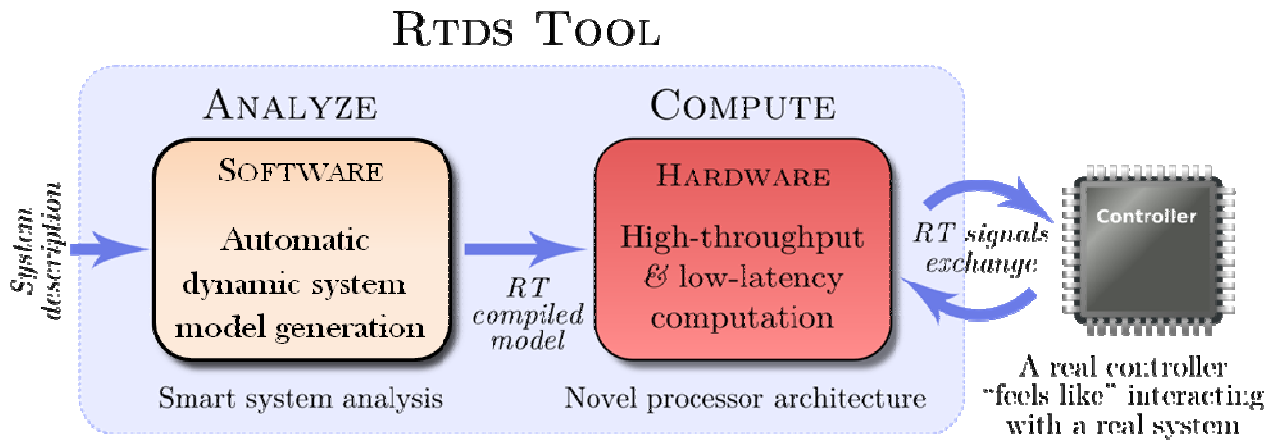 RTDS TOOL
ANALYZE
COMPUTE
System
description
SOFTWARE
Automatic
dynamic system
model generation
RT
compiled
model
HARDWARE
High-throughput
& low-latency
computation
RT signals
exchange
Controller
Smart system analysis
Novel processor architecture
A real controller
“feels like” interacting
with a real system